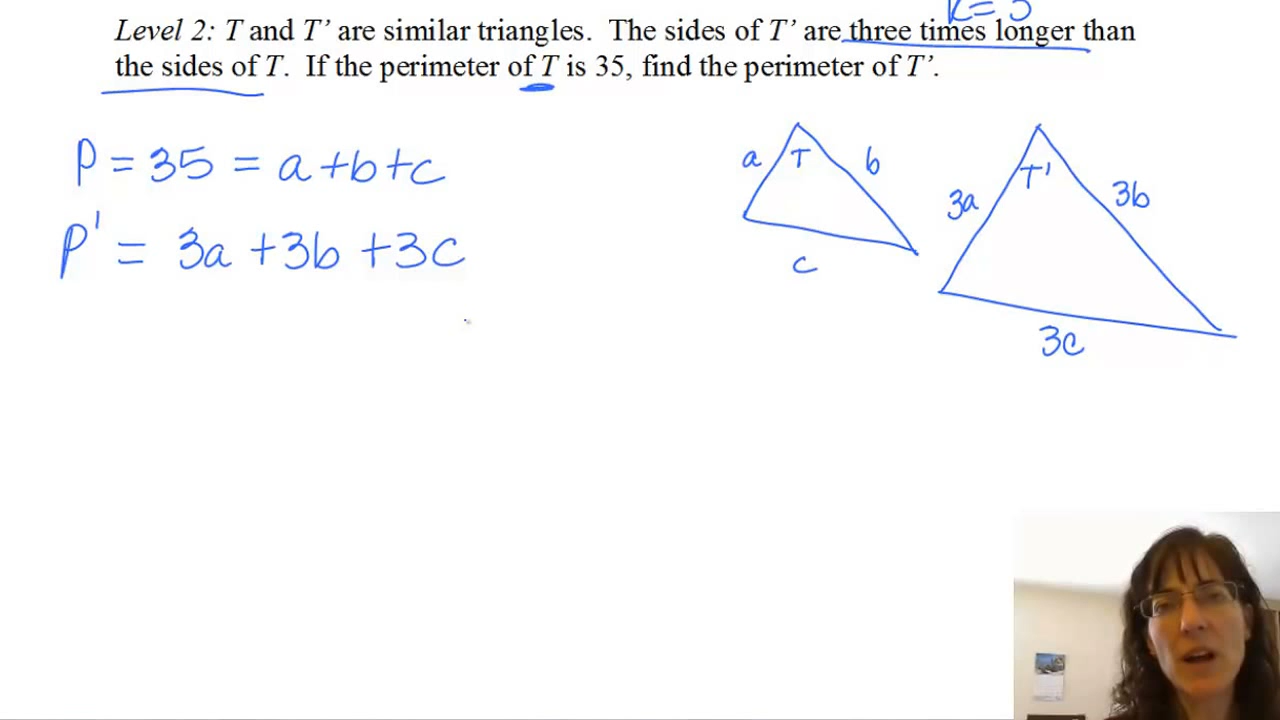 k=3
Level 2: T and T’ are similar triangles. The sides of T’ are three times longer than
the sides of T. If the perimeter of T is 35, find the perimeter of T’.
P = 35 = a+b+c
P' = 3a +3b +3c
a T b
c
3a T' 3b
3c